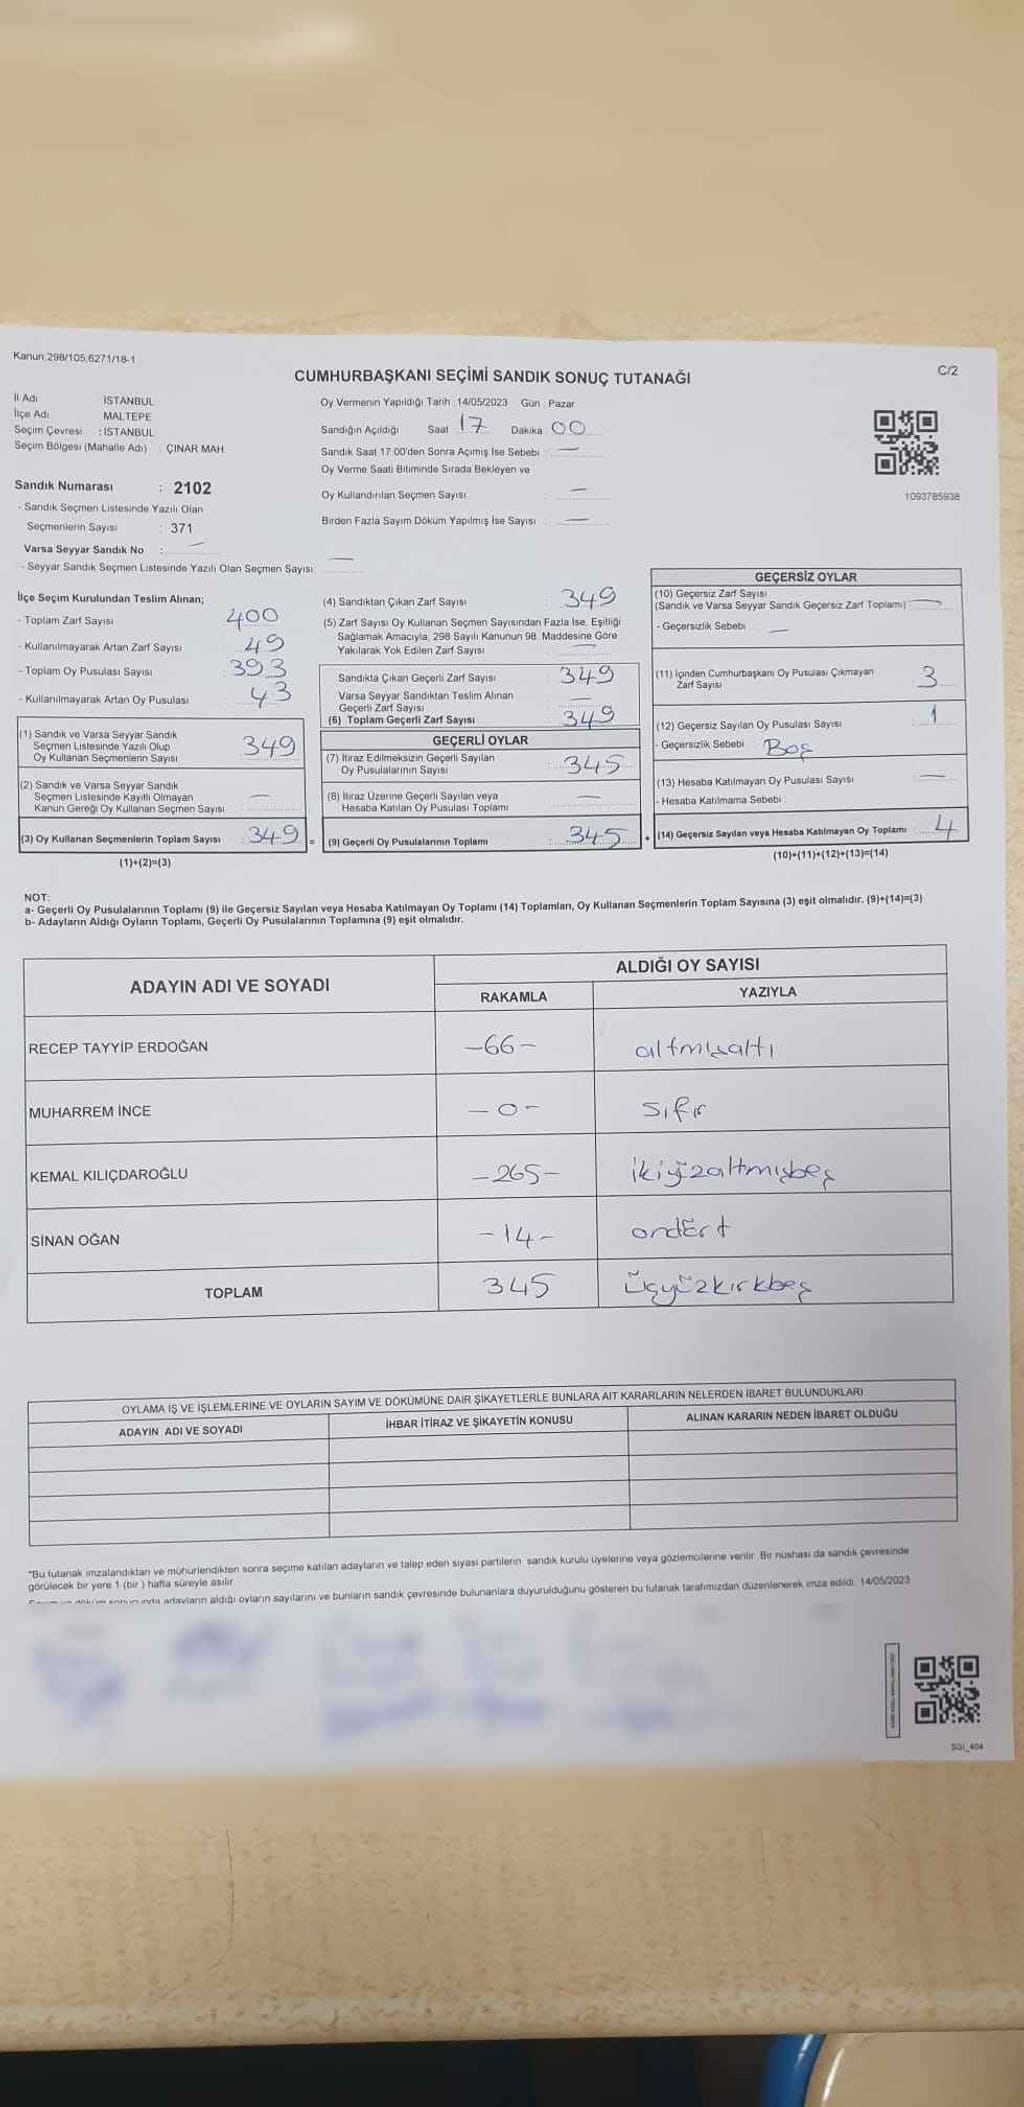 Kanun 298/105,6271/18-1
C/2
CUMHURBAŞKANI SEÇİMİ SANDIK SONUÇ TUTANAĞI
İl Adı İSTANBUL
İlçe Adı MALTEPE
Seçim Çevresi : İSTANBUL
Seçim Bölgesi (Mahalle Adı) : ÇINAR MAH
Sandık Numarası : 2102
- Sandık Seçmen Listesinde Yazılı Olan
Seçmenlerin Sayısı : 371
Varsa Seyyar Sandık No : —
- Seyyar Sandık Seçmen Listesinde Yazılı Olan Seçmen Sayısı: —
Oy Vermenin Yapıldığı Tarih 14/05/2023 Gün : Pazar
Sandığın Açıldığı Saat 17 Dakika 00
Sandık Saat 17 00'den Sonra Açımış İse Sebebi —
Oy Verme Saati Bitiminde Sırada Bekleyen ve
Oy Kullandırılan Seçmen Sayısı : —
Birden Fazla Sayım Döküm Yapılmış İse Sayısı : —
1093785938
İlçe Seçim Kurulundan Teslim Alınan;
- Toplam Zarf Sayısı 400
- Kullanılmayarak Artan Zarf Sayısı 49
- Toplam Oy Pusulası Sayısı 393
- Kullanılmayarak Artan Oy Pusulası 43
(1) Sandık ve Varsa Seyyar Sandık
Seçmen Listesinde Yazılı Olup
Oy Kullanan Seçmenlerin Sayısı 349
(2) Sandık ve Varsa Seyyar Sandık
Seçmen Listesinde Kayıtlı Olmayan
Kanun Gereği Oy Kullanan Seçmen Sayısı —
(3) Oy Kullanan Seçmenlerin Toplam Sayısı 349 =
(1)+(2)=(3)
(4) Sandıktan Çıkan Zarf Sayısı : 349
(5) Zarf Sayısı Oy Kullanan Seçmen Sayısından Fazla İse, Eşitliği
Sağlamak Amacıyla, 298 Sayılı Kanunun 98. Maddesine Göre
Yakılarak Yok Edilen Zarf Sayısı —
Sandıkta Çıkan Geçerli Zarf Sayısı 349
Varsa Seyyar Sandıktan Teslim Alınan
Geçerli Zarf Sayısı —
(6) Toplam Geçerli Zarf Sayısı 349
GEÇERLİ OYLAR
(7) İtiraz Edilmeksizin Geçerli Sayılan
Oy Pusulalarının Sayısı : 345
(8) İtiraz Üzerine Geçerli Sayılan veya
Hesaba Katılan Oy Pusulası Toplamı —
(9) Geçerli Oy Pusulalarının Toplamı : 345 +
GEÇERSİZ OYLAR
(10) Geçersiz Zarf Sayısı
(Sandık ve Varsa Seyyar Sandık Geçersiz Zarf Toplamı) —
- Geçersizlik Sebebi : —
(11) İçinden Cumhurbaşkanı Oy Pusulası Çıkmayan
Zarf Sayısı 3
(12) Geçersiz Sayılan Oy Pusulası Sayısı 1
- Geçersizlik Sebebi : Boş
(13) Hesaba Katılmayan Oy Pusulası Sayısı —
- Hesaba Katılmama Sebebi :
(14) Geçersiz Sayılan veya Hesaba Katılmayan Oy Toplamı : 4
(10)+(11)+(12)+(13)=(14)
NOT:
a- Geçerli Oy Pusulalarının Toplamı (9) ile Geçersiz Sayılan veya Hesaba Katılmayan Oy Toplamı (14) Toplamları, Oy Kullanan Seçmenlerin Toplam Sayısına (3) eşit olmalıdır. (9)+(14)=(3)
b- Adayların Aldığı Oyların Toplamı, Geçerli Oy Pusulalarının Toplamına (9) eşit olmalıdır.
ADAYIN ADI VE SOYADI
ALDIĞI OY SAYISI
RAKAMLA YAZIYLA
RECEP TAYYİP ERDOĞAN -66- altmışaltı
MUHARREM İNCE -0- sıfır
KEMAL KILIÇDAROĞLU -265- ikiyüzaltmışbeş
SİNAN OĞAN -14- ondört
TOPLAM 345 üçyüzkırkbeş
OYLAMA İŞ VE İŞLEMLERİNE VE OYLARIN SAYIM VE DÖKÜMÜNE DAİR ŞİKAYETLERLE BUNLARA AİT KARARLARIN NELERDEN İBARET BULUNDUKLARI
ADAYIN ADI VE SOYADI İHBAR İTİRAZ VE ŞİKAYETİN KONUSU ALINAN KARARIN NEDEN İBARET OLDUĞU
*Bu tutanak imzalandıktan ve mühürlendikten sonra seçime katılan adayların ve talep eden siyasi partilerin sandık kurulu üyelerine veya gözlemcilerine verilir. Bir nüshası da sandık çevresinde
görülecek bir yere 1 (bir ) hafta süreyle asılır.
adayların aldığı oyların sayılarını ve bunların sandık çevresinde bulunanlara duyurulduğunu gösteren bu tutanak tarafımızdan düzenlenerek imza edildi. 14/05/2023
SGI_404